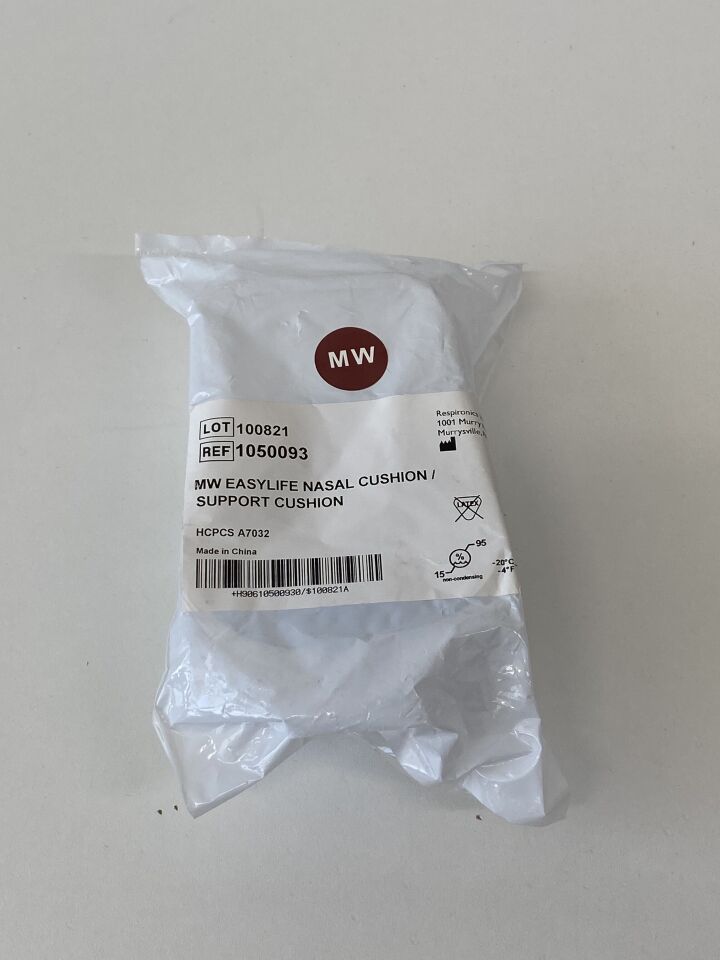 MW
LOT 100821
REF 1050093
MW EASYLIFE NASAL CUSHION /
SUPPORT CUSHION
HCPCS A7032
Made in China
+H90610500930/$100821A
Respironics
1001 Murry
Murrysville,
LATEX
%
95
15
non-condensing
-20°C
-4°F